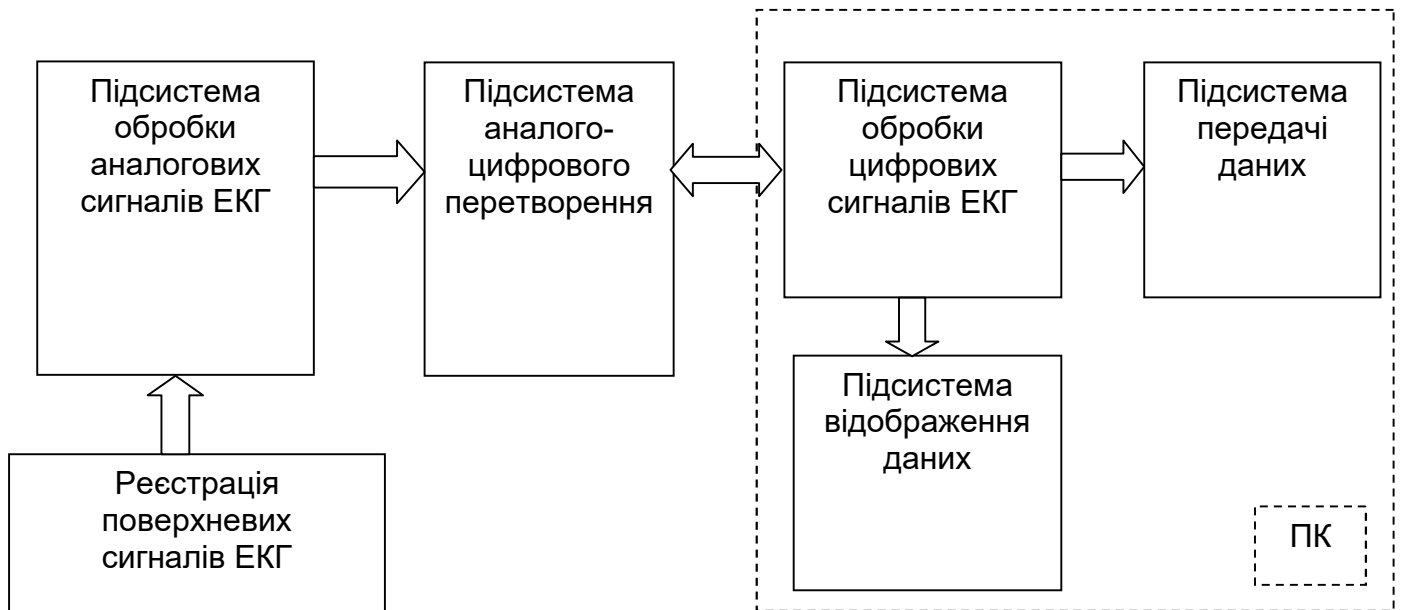 Підсистема
обробки
аналогових
сигналів ЕКГ
Підсистема
аналого-
цифрового
перетворення
Підсистема
обробки
цифрових
сигналів ЕКГ
Підсистема
передачі
даних
Підсистема
відображення
даних
Реєстрація
поверхневих
сигналів ЕКГ
ПК